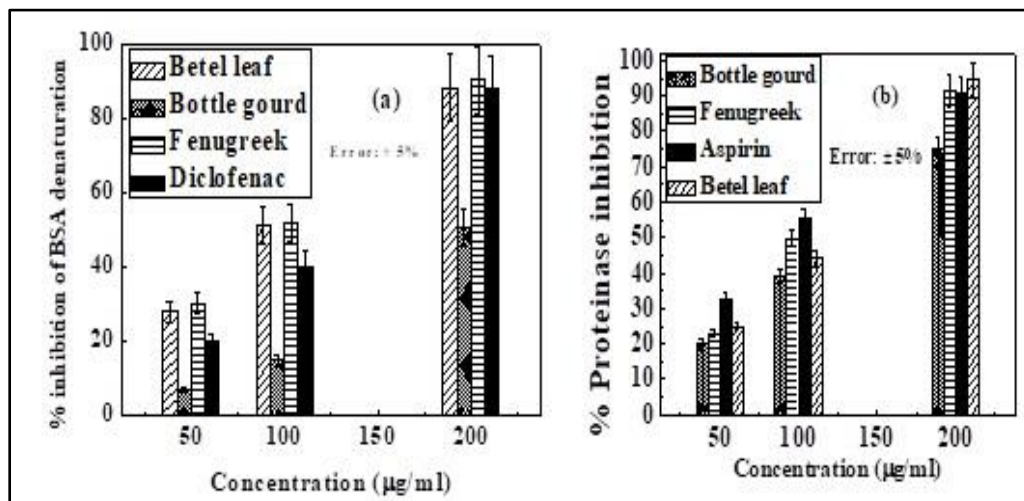 % inhibition of BSA denaturation
100
80
60
40
20
0
Betel leaf
Bottle gourd
Fenugreek
Diclofenac
(a)
Error: ± 5%
50 100 150 200
Concentration (μg/ml)
% Proteinase inhibition
100
90
80
70
60
50
40
30
20
10
0
Bottle gourd
Fenugreek
Aspirin
Betel leaf
(b)
Error: ±5%
50 100 150 200
Concentration (μg/ml)